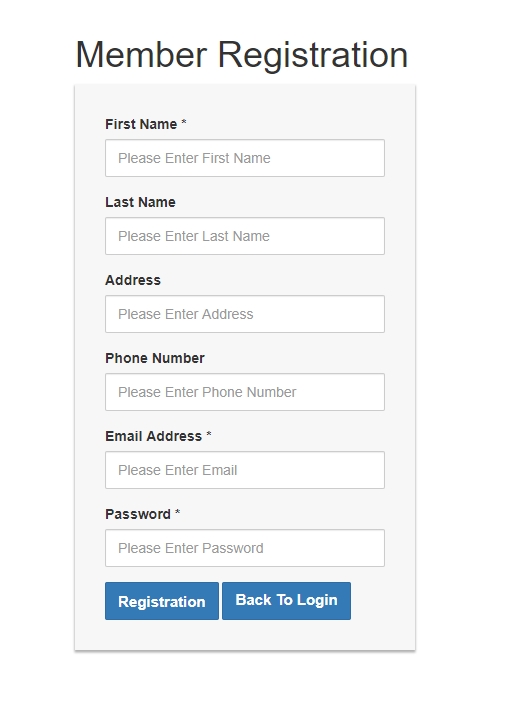 Member Registration
First Name *
Please Enter First Name
Last Name
Please Enter Last Name
Address
Please Enter Address
Phone Number
Please Enter Phone Number
Email Address *
Please Enter Email
Password *
Please Enter Password
Registration Back To Login